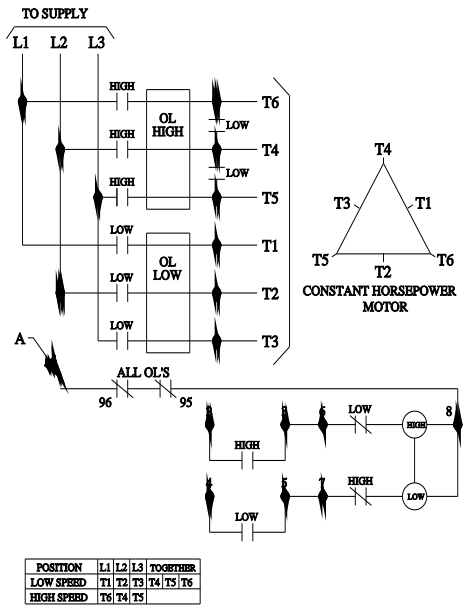 TO SUPPLY
L1 L2 L3
HIGH
T6
OL
HIGH
LOW
HIGH
T4
LOW
HIGH
T5
LOW
T1
OL
LOW
LOW
T2
LOW
T3
T4
T3 T1
T5 T6
T2
CONSTANT HORSEPOWER
MOTOR
A
ALL OL'S
96 95
3 6 LOW 8
HIGH
HIGH
4 5 7 HIGH
LOW
LOW
POSITION L1 L2 L3 TOGETHER
LOW SPEED T1 T2 T3 T4 T5 T6
HIGH SPEED T6 T4 T5